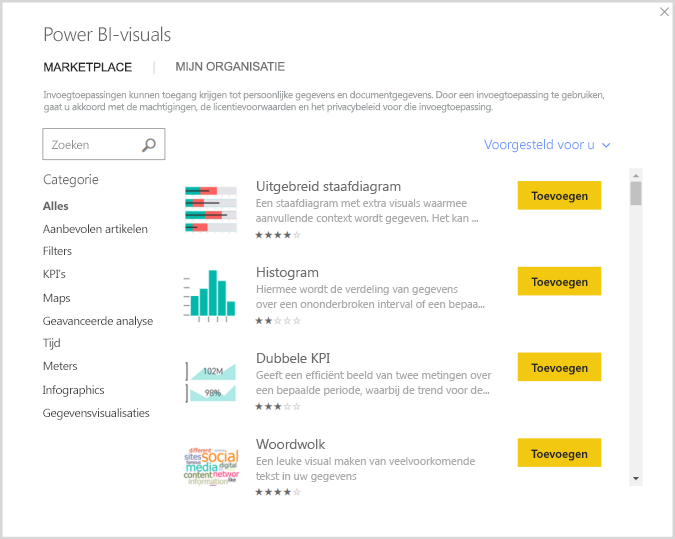 Power BI-visuals
MARKETPLACE | MIJN ORGANISATIE
Invoegtoepassingen kunnen toegang krijgen tot persoonlijke gegevens en documentgegevens. Door een invoegtoepassing te gebruiken,
gaat u akkoord met de machtigingen, de licentievoorwaarden en het privacybeleid voor die invoegtoepassing.
Zoeken
Voorgesteld voor u
Categorie
Alles
Aanbevolen artikelen
Filters
KPI's
Maps
Geavanceerde analyse
Tijd
Meters
Infographics
Gegevensvisualisaties
Uitgebreid staafdiagram
Een staafdiagram met extra visuals waarmee
aanvullende context wordt gegeven. Het kan ...
★★★★☆
Toevoegen
Histogram
Hiermee wordt de verdeling van gegevens
over een ononderbroken interval of een bepaa...
★★☆☆☆
Toevoegen
102M
98%
Dubbele KPI
Geeft een efficiënt beeld van twee metingen over
een bepaalde periode, waarbij de trend voor de...
★★★☆☆
Toevoegen
different
sites social
media digital
content networ
information like
Woordwolk
Een leuke visual maken van veelvoorkomende
tekst in uw gegevens
★★★★☆
Toevoegen